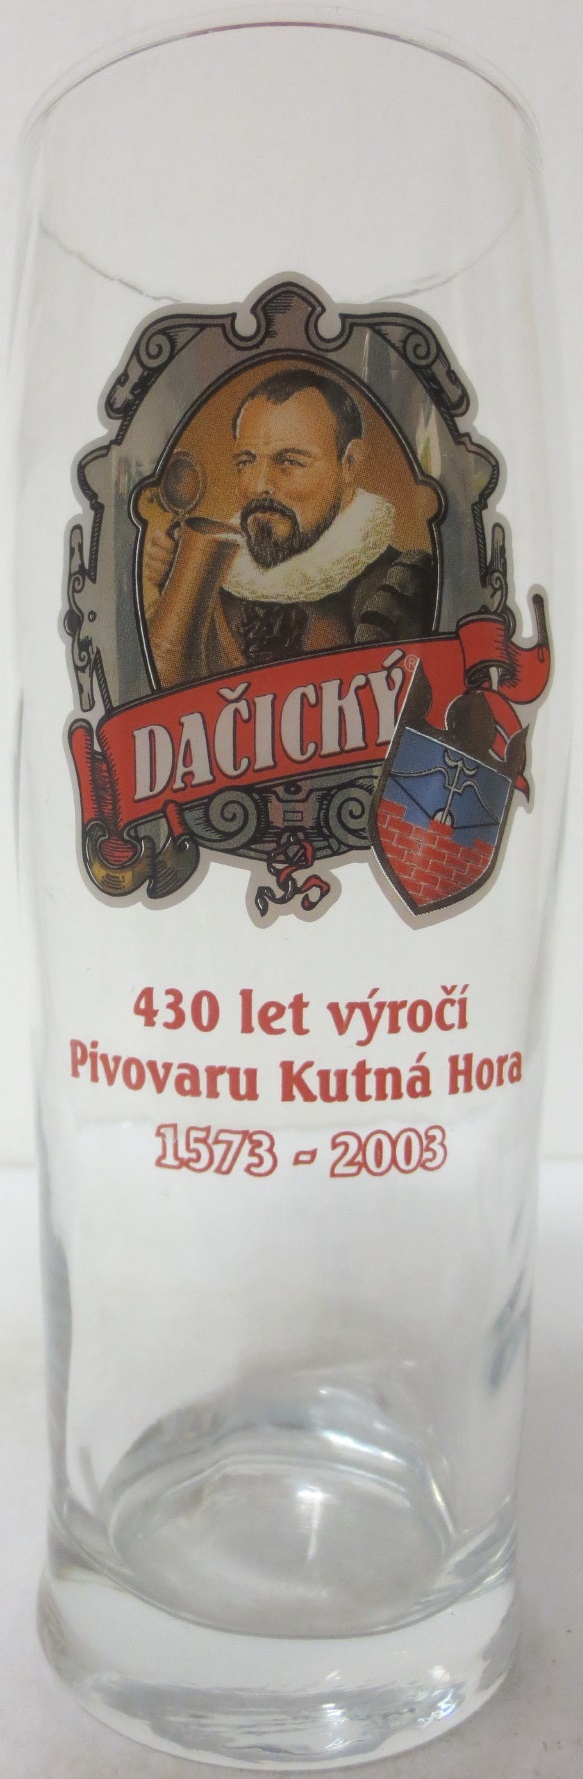 DAČICKÝ®
430 let výročí
Pivovaru Kutná Hora
1573 - 2003